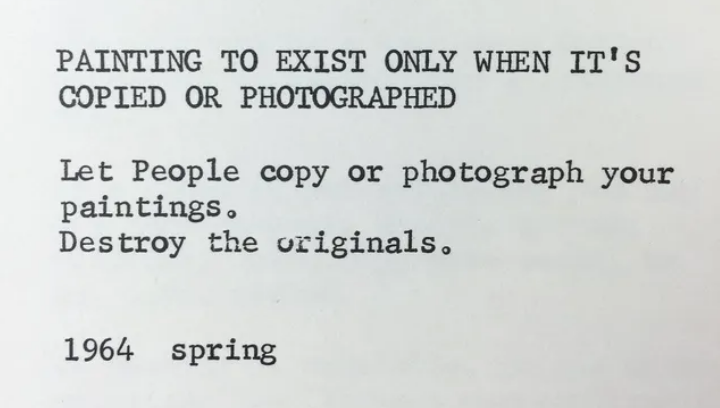 PAINTING TO EXIST ONLY WHEN IT'S
COPIED OR PHOTOGRAPHED
Let People copy or photograph your
paintings。
Destroy the originals。
1964 spring